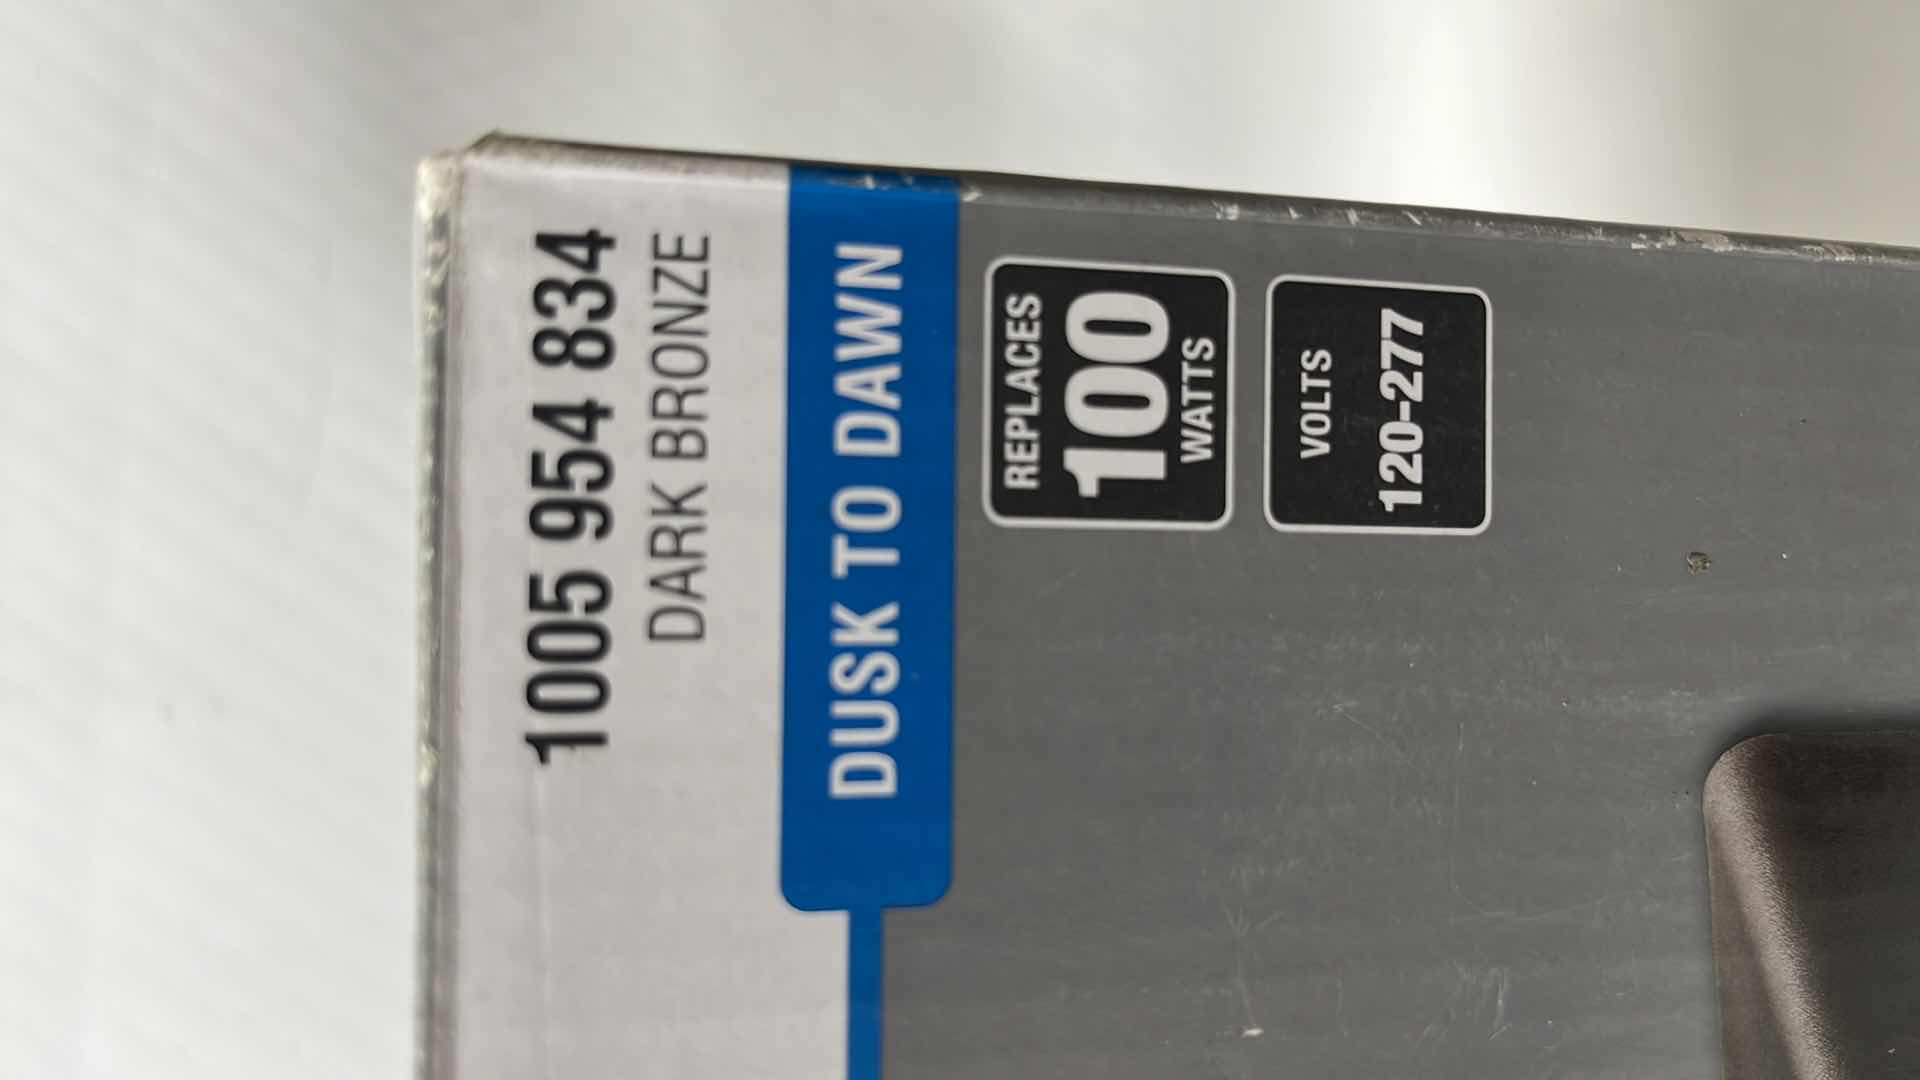 1005 954 834
DARK BRONZE
DUSK TO DAWN
REPLACES
100
WATTS
VOLTS
120-277